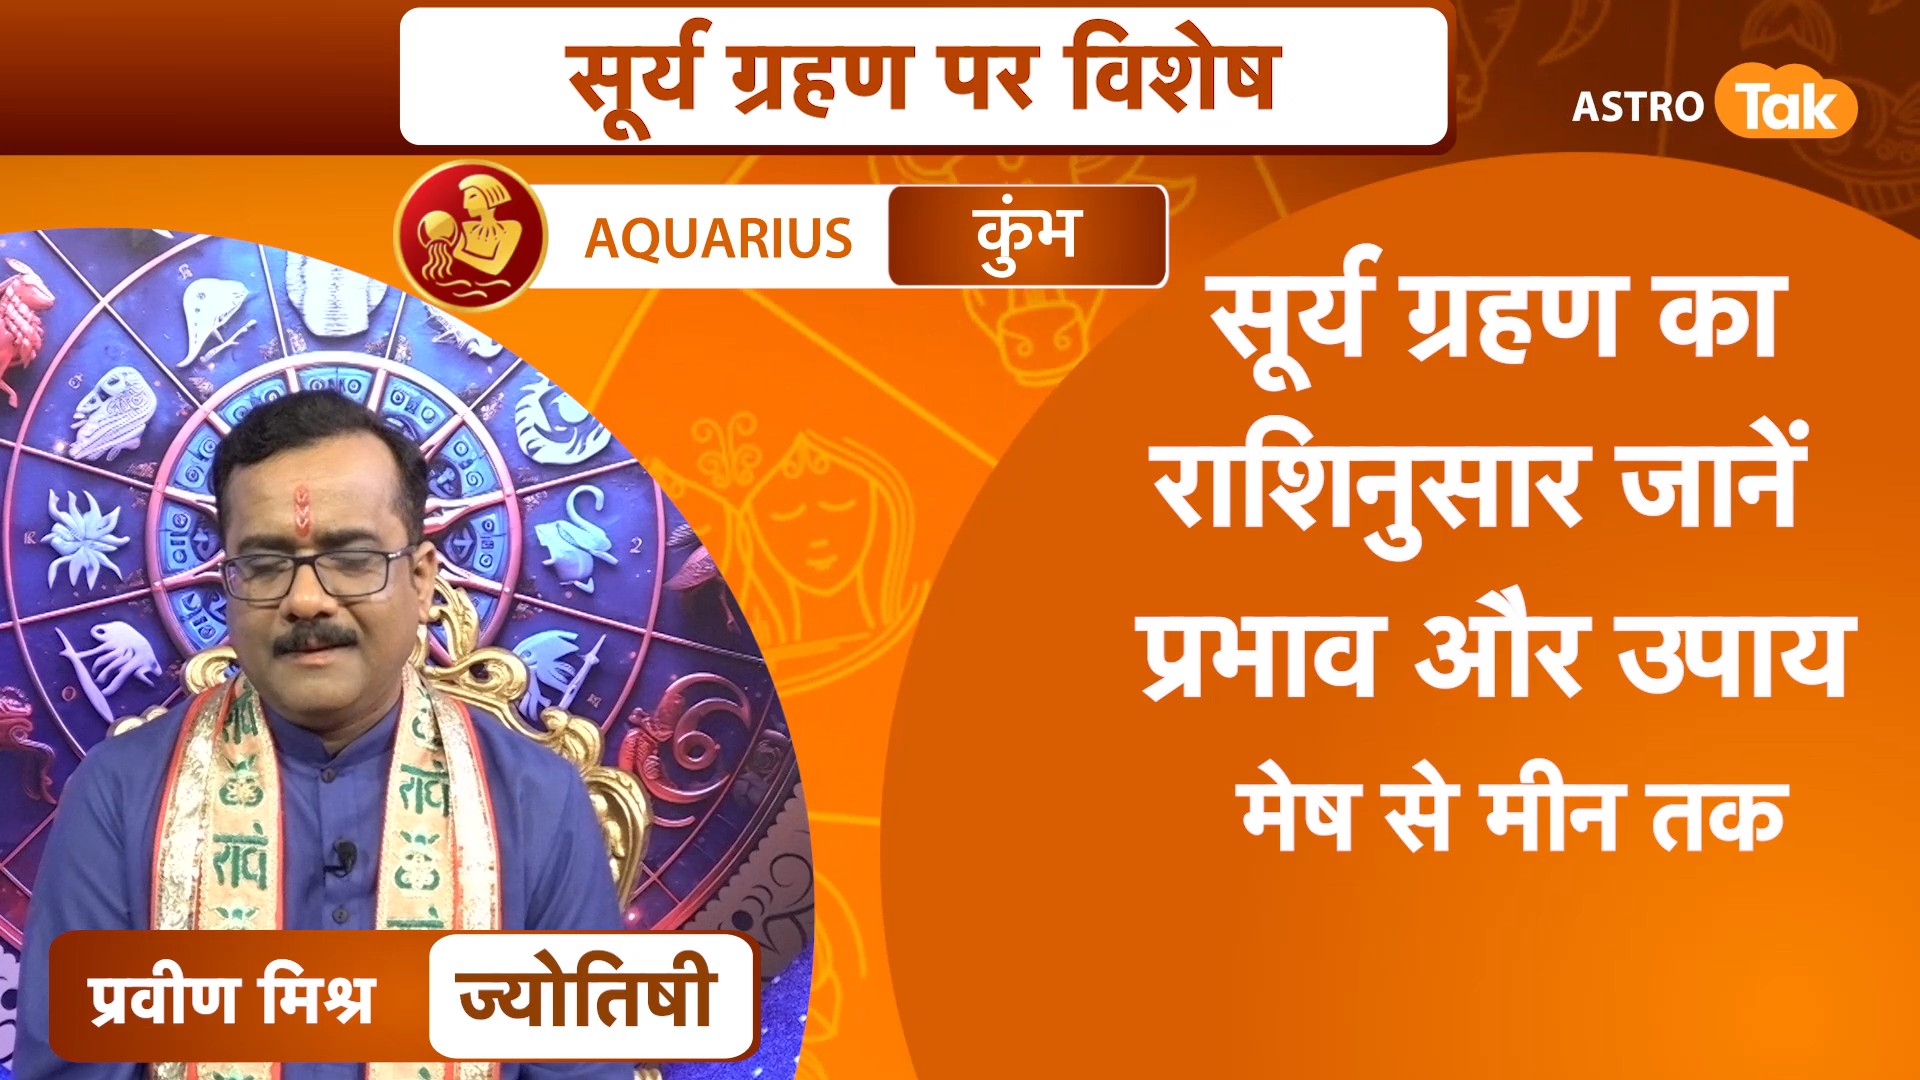 सूर्य ग्रहण पर विशेष
ASTRO Tak
AQUARIUS कुंभ
सूर्य ग्रहण का
राशिनुसार जानें
प्रभाव और उपाय
मेष से मीन तक
प्रवीण मिश्र ज्योतिषी